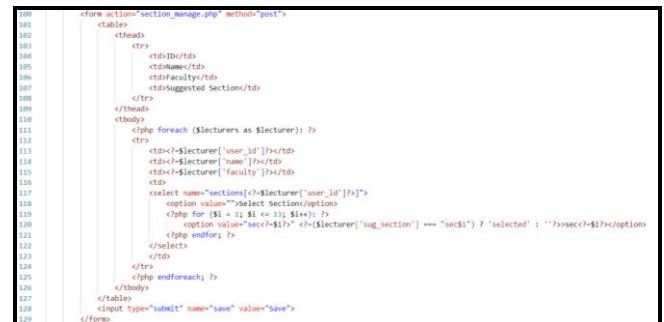 100 <form action="section_manage.php" method="post">
101 <table>
102 <thead>
103 <tr>
104 <td>ID</td>
105 <td>Name</td>
106 <td>Faculty</td>
107 <td>Suggested Section</td>
108 </tr>
109 </thead>
110 <tbody>
111 <?php foreach ($lecturers as $lecturer): ?>
112 <tr>
113 <td><?=$lecturer['user_id']?></td>
114 <td><?=$lecturer['name']?></td>
115 <td><?=$lecturer['faculty']?></td>
116 <td>
117 <select name="sections[<?=$lecturer['user_id']?>]">
118 <option value="">Select Section</option>
119 <?php for ($i = 1; $i <= 13; $i++): ?>
120 <option value="sec<?=$i?>" <?=($lecturer['sug_section'] === "sec$i") ? 'selected' : ''?>>sec<?=$i?></option>
121 <?php endfor; ?>
122 </select>
123 </td>
124 </tr>
125 <?php endforeach; ?>
126 </tbody>
127 </table>
128 <input type="submit" name="save" value="Save">
129 </form>